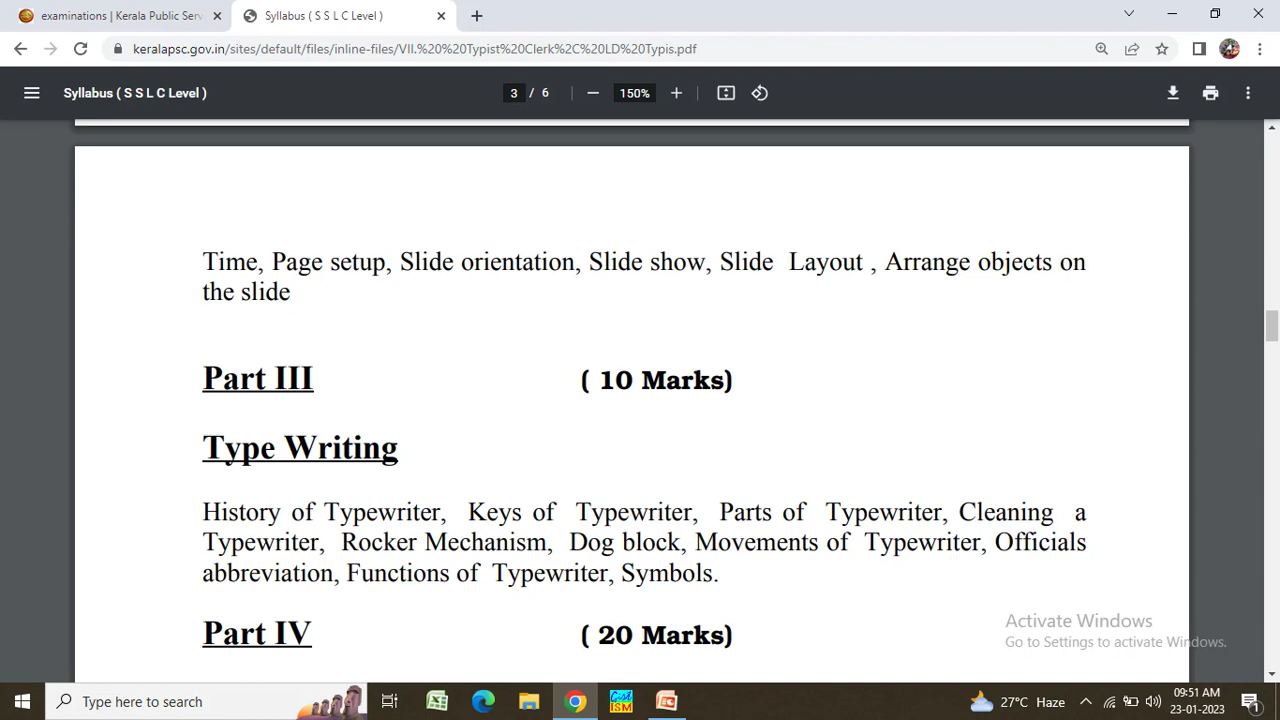 examinations | Kerala Public Serv
Syllabus ( S S L C Level )
keralapsc.gov.in/sites/default/files/inline-files/VII.%20%20Typist%20Clerk%2C%20LD%20Typis.pdf
Syllabus ( S S L C Level )
3 / 6
150%
Time, Page setup, Slide orientation, Slide show, Slide Layout , Arrange objects on
the slide
Part III ( 10 Marks)
Type Writing
History of Typewriter, Keys of Typewriter, Parts of Typewriter, Cleaning a
Typewriter, Rocker Mechanism, Dog block, Movements of Typewriter, Officials
abbreviation, Functions of Typewriter, Symbols.
Part IV ( 20 Marks)
Activate Windows
Go to Settings to activate Windows.
Type here to search
ISM
27°C Haze
09:51 AM
23-01-2023
1